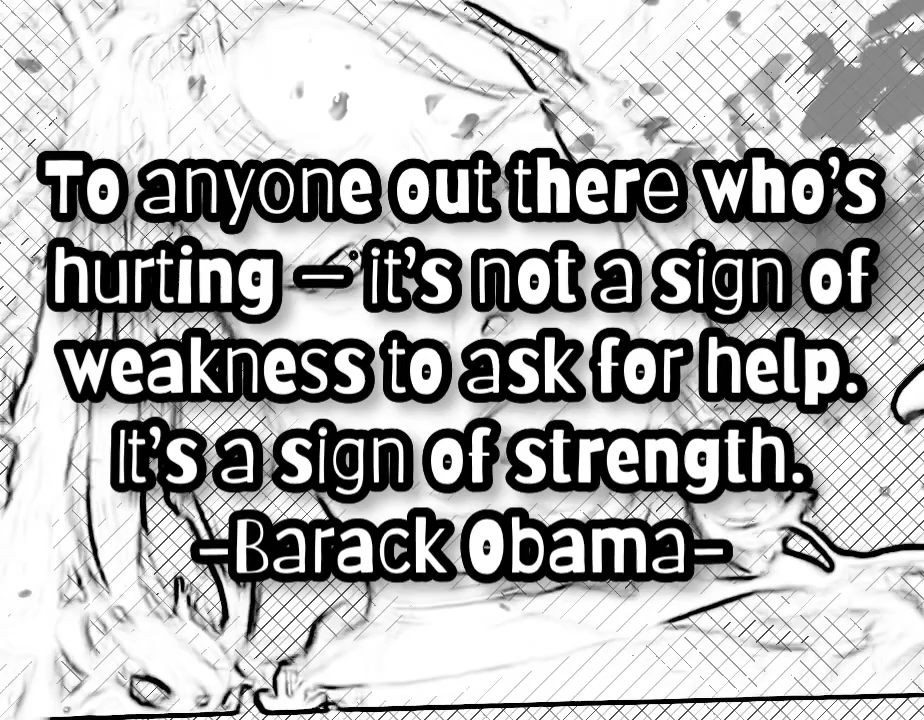 To anyone out there who's
hurting — it's not a sign of
weakness to ask for help.
It's a sign of strength.
-Barack Obama-